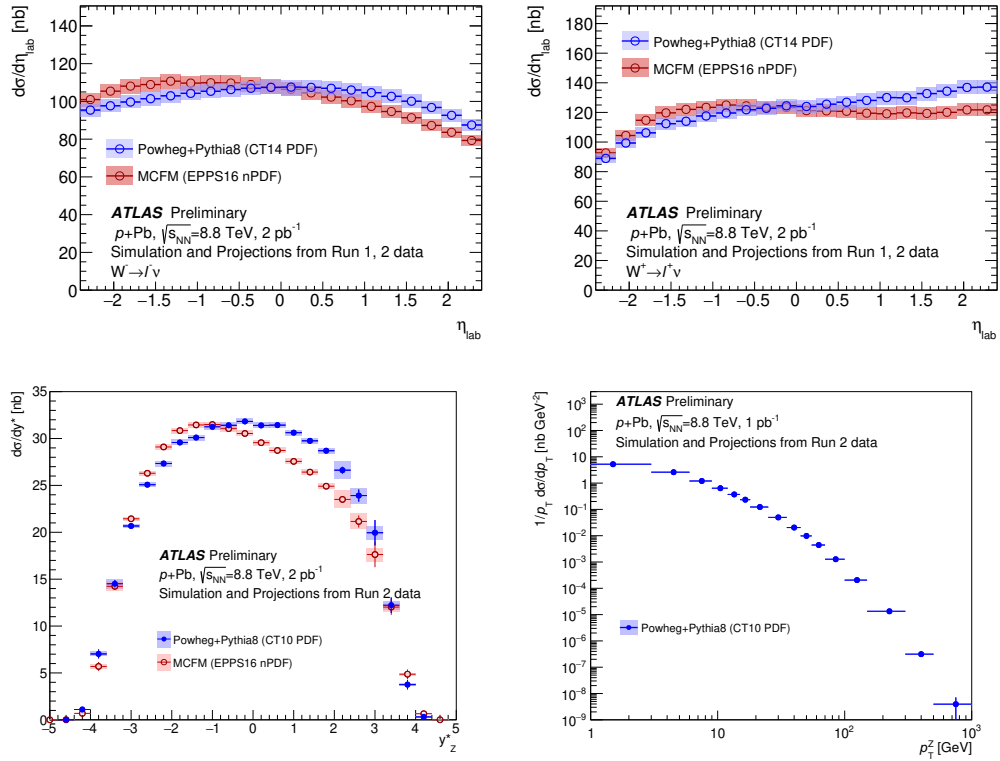 dσ/dη_lab [nb]
140
120
100
80
60
40
20
0
Powheg+Pythia8 (CT14 PDF)
MCFM (EPPS16 nPDF)
ATLAS Preliminary
p+Pb, √s_NN=8.8 TeV, 2 pb⁻¹
Simulation and Projections from Run 1, 2 data
W⁻→l⁻ν
−2 −1.5 −1 −0.5 0 0.5 1 1.5 2
η_lab
dσ/dη_lab [nb]
180
160
140
120
100
80
60
40
20
0
Powheg+Pythia8 (CT14 PDF)
MCFM (EPPS16 nPDF)
ATLAS Preliminary
p+Pb, √s_NN=8.8 TeV, 2 pb⁻¹
Simulation and Projections from Run 1, 2 data
W⁺→l⁺ν
−2 −1.5 −1 −0.5 0 0.5 1 1.5 2
η_lab
dσ/dy* [nb]
35
30
25
20
15
10
5
0
ATLAS Preliminary
p+Pb, √s_NN=8.8 TeV, 2 pb⁻¹
Simulation and Projections from Run 2 data
Powheg+Pythia8 (CT10 PDF)
MCFM (EPPS16 nPDF)
−5 −4 −3 −2 −1 0 1 2 3 4 5
y*_Z
1/p_T dσ/dp_T [nb GeV⁻²]
10³
10²
10
1
10⁻¹
10⁻²
10⁻³
10⁻⁴
10⁻⁵
10⁻⁶
10⁻⁷
10⁻⁸
10⁻⁹
ATLAS Preliminary
p+Pb, √s_NN=8.8 TeV, 1 pb⁻¹
Simulation and Projections from Run 2 data
Powheg+Pythia8 (CT10 PDF)
1 10 10² 10³
p_T^Z [GeV]